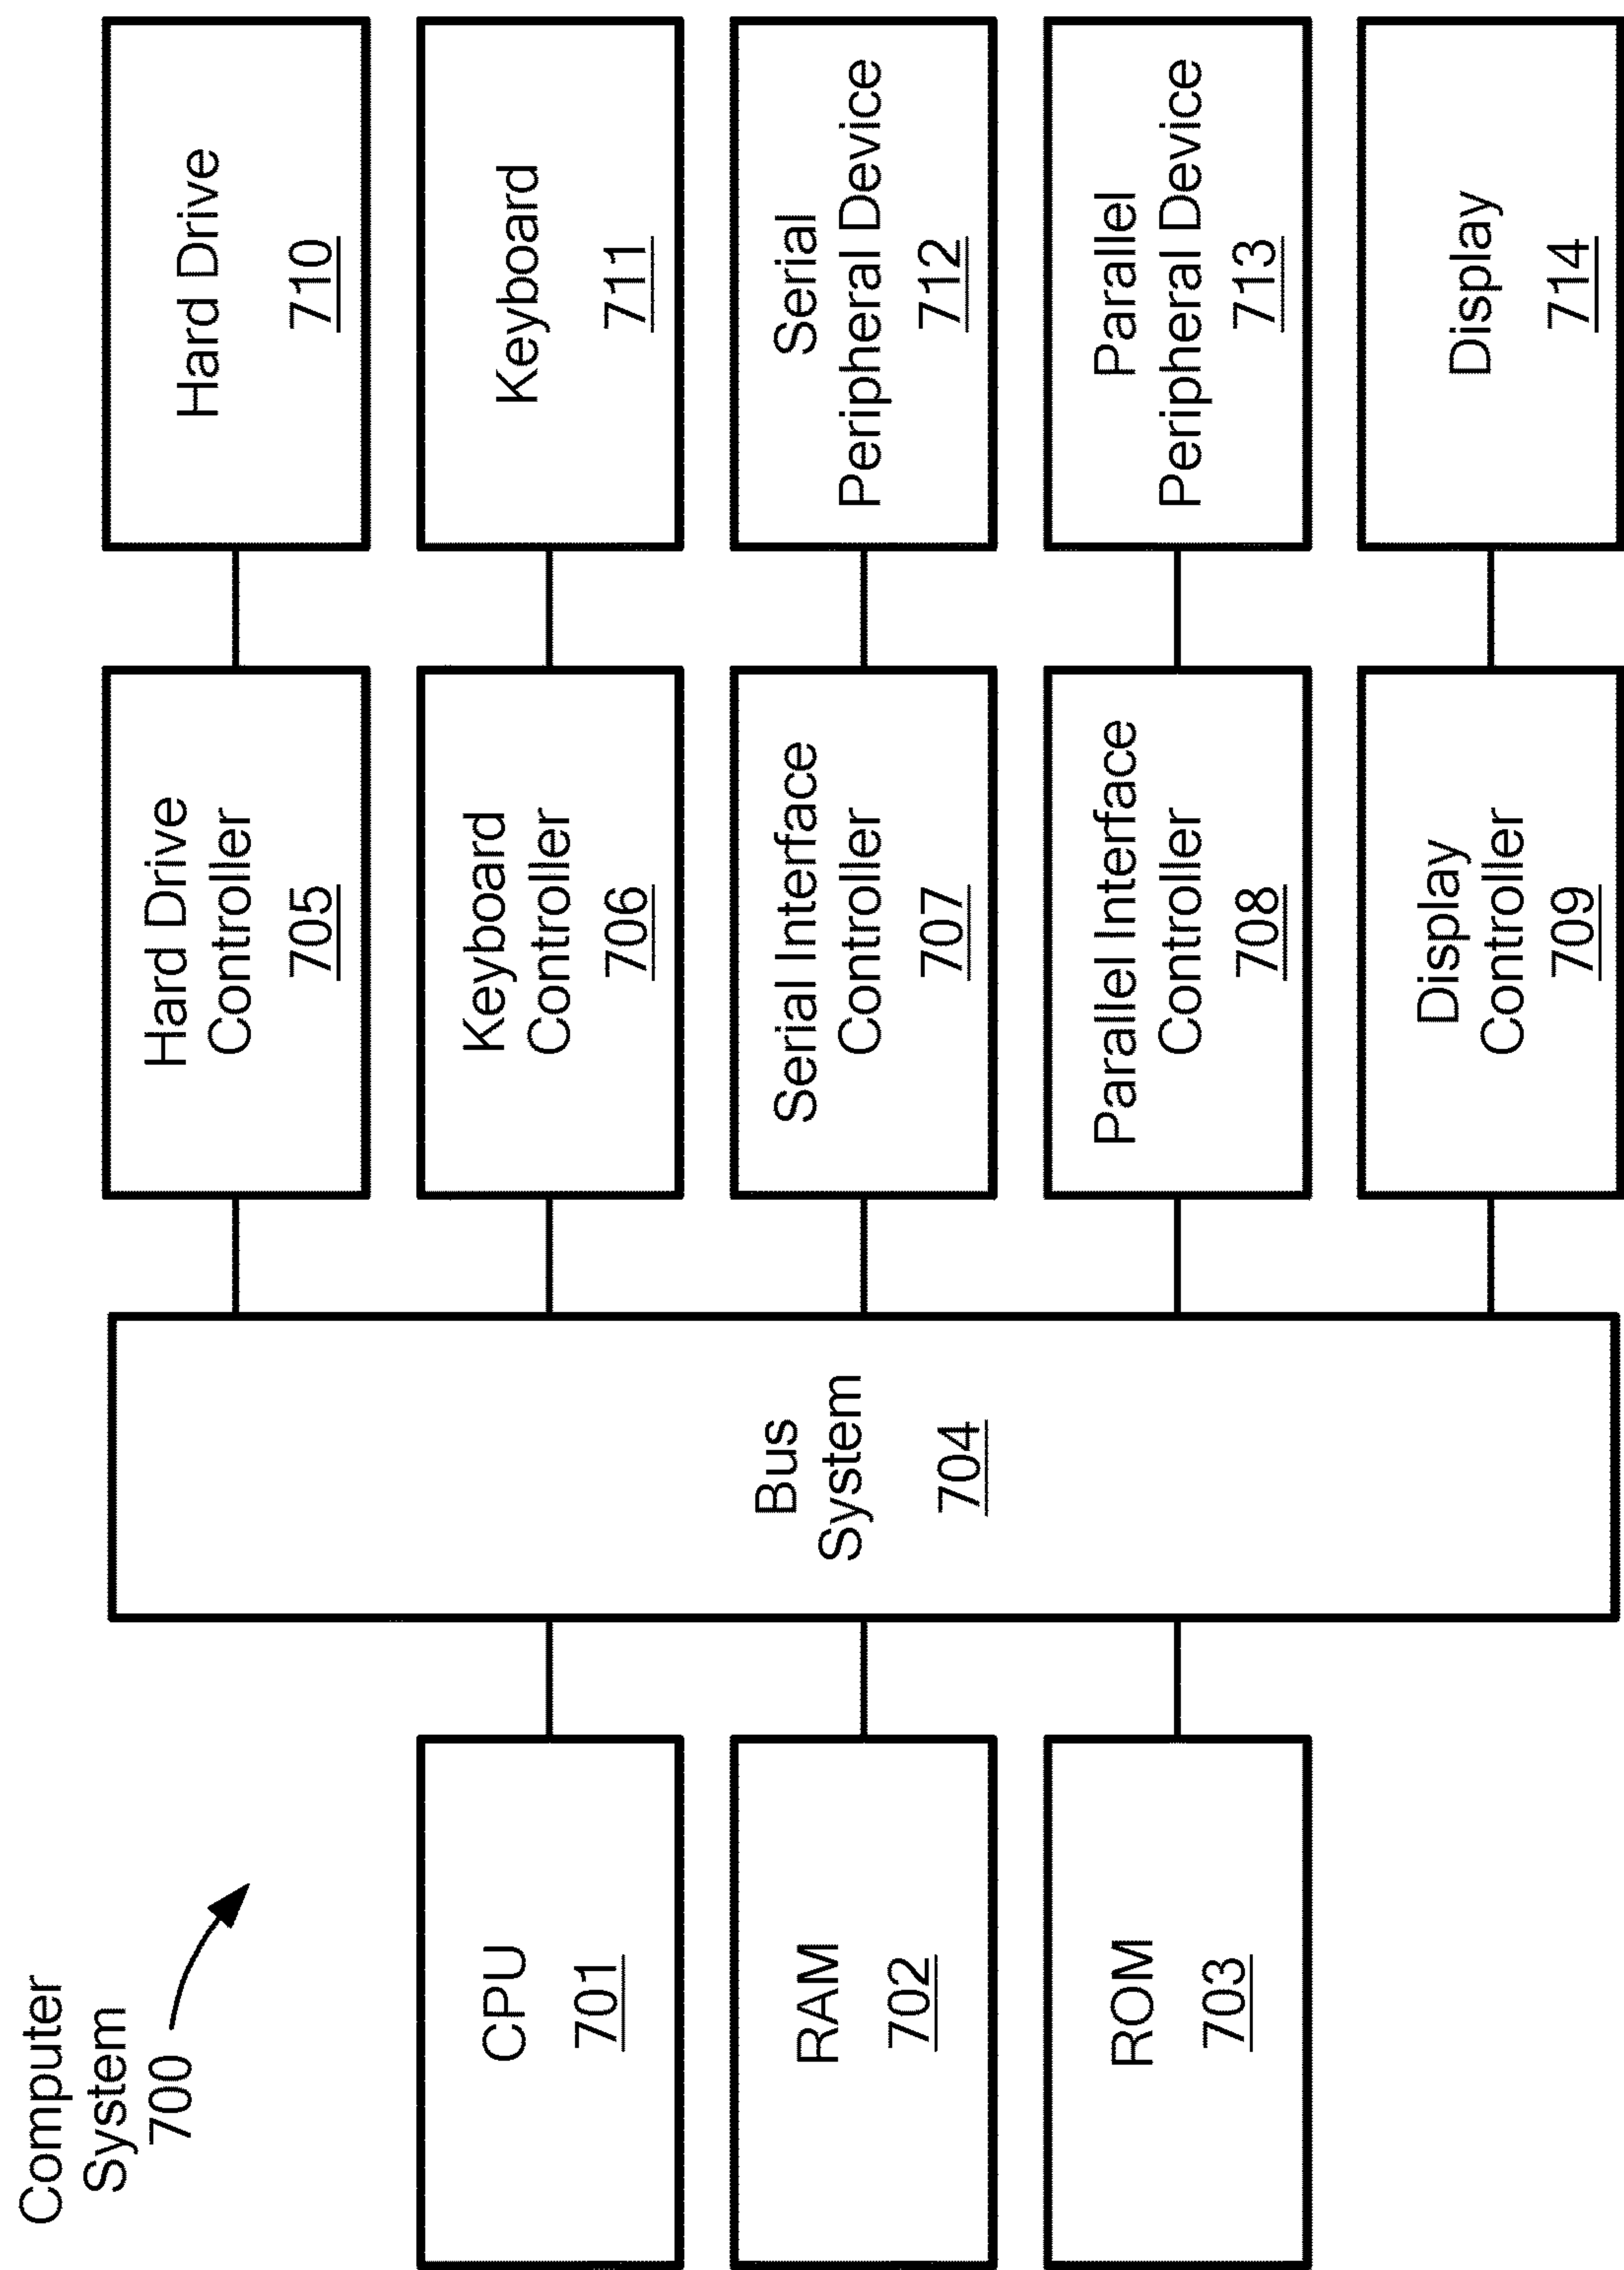 Computer
System
700
CPU
701
RAM
702
ROM
703
Bus
System
704
Hard Drive
Controller
705
Keyboard
Controller
706
Serial Interface
Controller
707
Parallel Interface
Controller
708
Display
Controller
709
Hard Drive
710
Keyboard
711
Serial
Peripheral Device
712
Parallel
Peripheral Device
713
Display
714